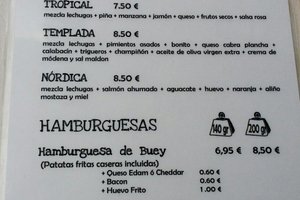 TROPICAL 7.50 €
mezcla lechugas + piña + manzana + jamón + queso + frutos secos + salsa rosa
TEMPLADA 8.50 €
mezcla lechugas + pimientos asados + bonito + queso cabra plancha +
calabacín + trigueros + champiñón + aceite de oliva virgen extra + crema de
módena y sal maldon
NÓRDICA 8.50 €
mezcla lechugas + salmón ahumado + aguacate + huevo + naranja + aliño
mostaza y miel
HAMBURGUESAS 140 gr 200 gr
Hamburguesa de Buey 6,95 € 8,50 €
(Patatas fritas caseras incluidas)
+ Queso Edam ó Cheddar 0.60 €
+ Bacon 0.60 €
+ Huevo Frito 1.00 €